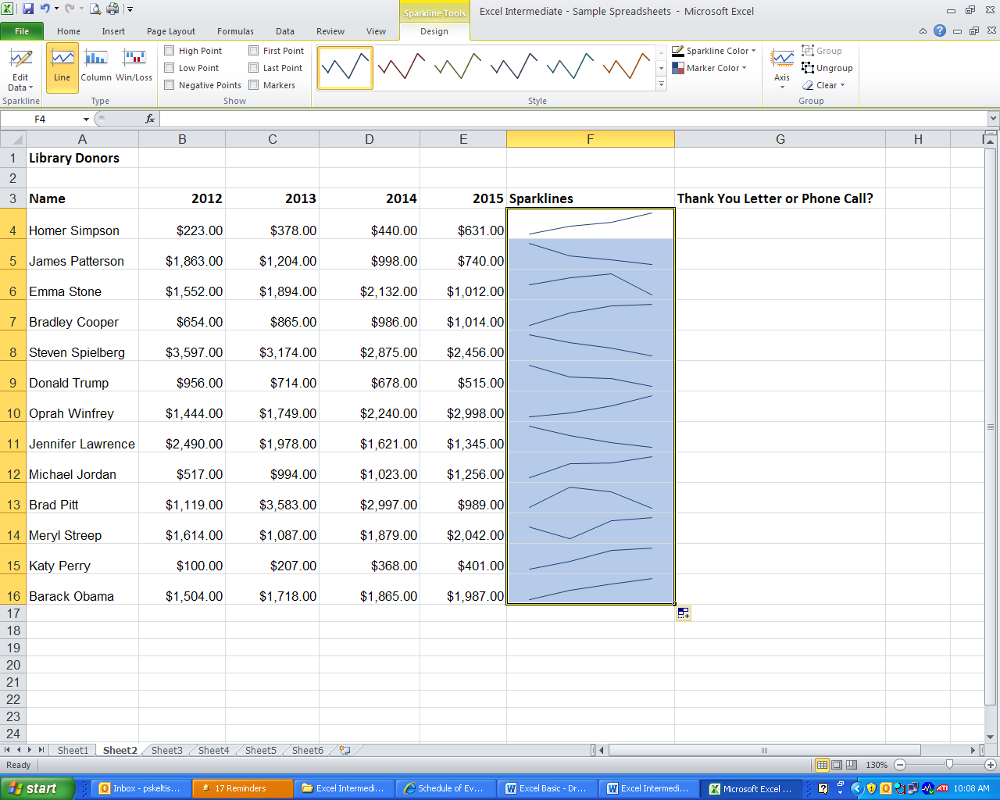 Sparkline Tools
Excel Intermediate - Sample Spreadsheets - Microsoft Excel
File Home Insert Page Layout Formulas Data Review View Design
Edit Data
Line Column Win/Loss
High Point First Point
Low Point Last Point
Negative Points Markers
Sparkline Color
Marker Color
Axis
Group
Ungroup
Clear
Sparkline Type Show Style Group
F4 fx
A B C D E F G H I
1 Library Donors
2
3 Name 2012 2013 2014 2015 Sparklines Thank You Letter or Phone Call?
4 Homer Simpson $223.00 $378.00 $440.00 $631.00
5 James Patterson $1,863.00 $1,204.00 $998.00 $740.00
6 Emma Stone $1,552.00 $1,894.00 $2,132.00 $1,012.00
7 Bradley Cooper $654.00 $865.00 $986.00 $1,014.00
8 Steven Spielberg $3,597.00 $3,174.00 $2,875.00 $2,456.00
9 Donald Trump $956.00 $714.00 $678.00 $515.00
10 Oprah Winfrey $1,444.00 $1,749.00 $2,240.00 $2,998.00
11 Jennifer Lawrence $2,490.00 $1,978.00 $1,621.00 $1,345.00
12 Michael Jordan $517.00 $994.00 $1,023.00 $1,256.00
13 Brad Pitt $1,119.00 $3,583.00 $2,997.00 $989.00
14 Meryl Streep $1,614.00 $1,087.00 $1,879.00 $2,042.00
15 Katy Perry $100.00 $207.00 $368.00 $401.00
16 Barack Obama $1,504.00 $1,718.00 $1,865.00 $1,987.00
17
18
19
20
21
22
23
24
Sheet1 Sheet2 Sheet3 Sheet4 Sheet5 Sheet6
Ready 130%
start Inbox - pskeltis... 17 Reminders Excel Intermedi... Schedule of Ev... Excel Basic - Dr... Excel Intermedi... Microsoft Excel ... 10:08 AM